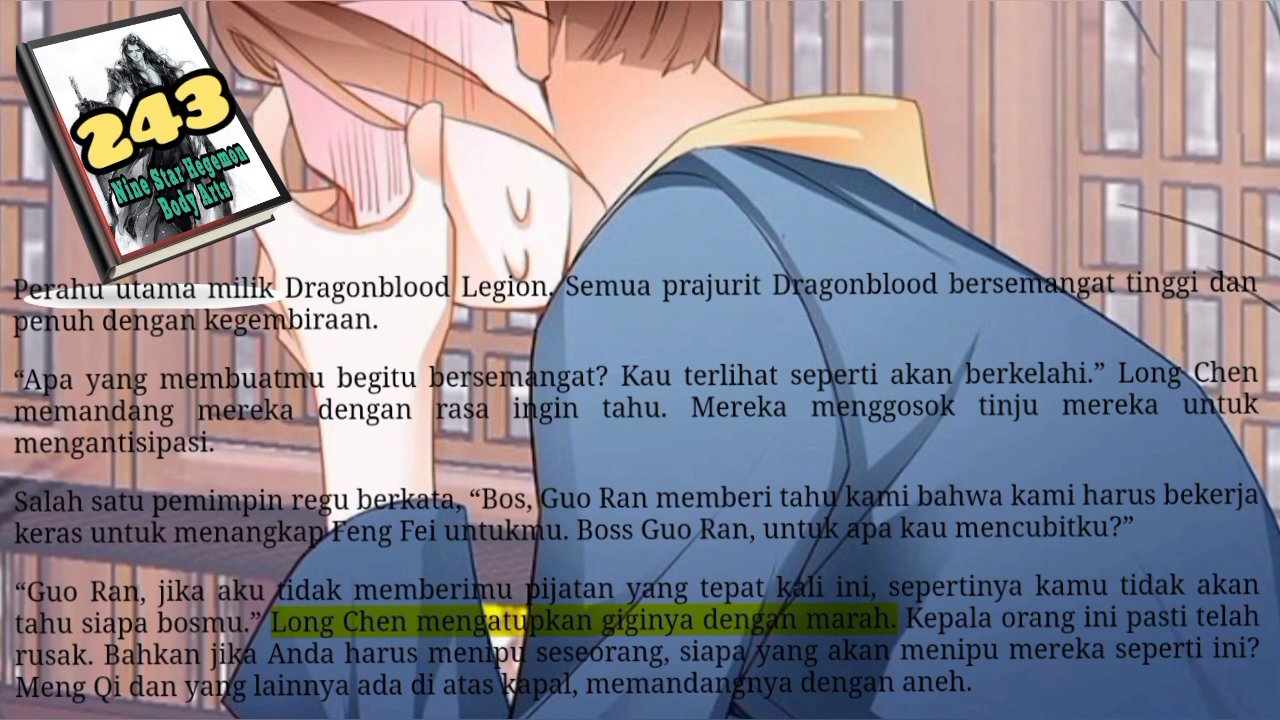 243
Nine Star Hegemon
Body Arts
Perahu utama milik Dragonblood Legion. Semua prajurit Dragonblood bersemangat tinggi dan
penuh dengan kegembiraan.
“Apa yang membuatmu begitu bersemangat? Kau terlihat seperti akan berkelahi.” Long Chen
memandang mereka dengan rasa ingin tahu. Mereka menggosok tinju mereka untuk
mengantisipasi.
Salah satu pemimpin regu berkata, “Bos, Guo Ran memberi tahu kami bahwa kami harus bekerja
keras untuk menangkap Feng Fei untukmu. Boss Guo Ran, untuk apa kau mencubitku?”
“Guo Ran, jika aku tidak memberimu pijatan yang tepat kali ini, sepertinya kamu tidak akan
tahu siapa bosmu.” Long Chen mengatupkan giginya dengan marah. Kepala orang ini pasti telah
rusak. Bahkan jika Anda harus menipu seseorang, siapa yang akan menipu mereka seperti ini?
Meng Qi dan yang lainnya ada di atas kapal, memandangnya dengan aneh.